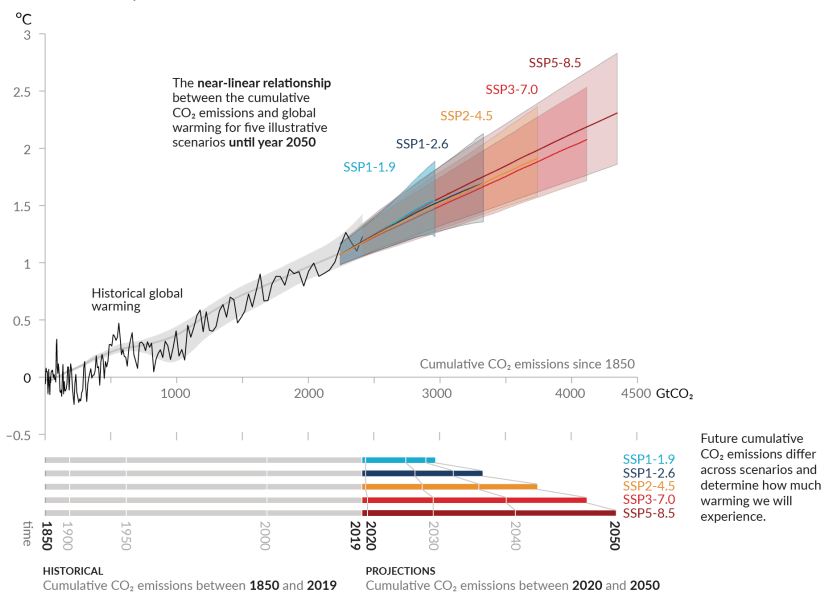 °C
3
2.5
2
1.5
1
0.5
0
−0.5
The near-linear relationship
between the cumulative
CO₂ emissions and global
warming for five illustrative
scenarios until year 2050
SSP5-8.5
SSP3-7.0
SSP2-4.5
SSP1-2.6
SSP1-1.9
Historical global
warming
Cumulative CO₂ emissions since 1850
1000
2000
3000
4000
4500
GtCO₂
SSP1-1.9
SSP1-2.6
SSP2-4.5
SSP3-7.0
SSP5-8.5
Future cumulative
CO₂ emissions differ
across scenarios and
determine how much
warming we will
experience.
time
1850
1900
1950
2000
2019
2020
2030
2040
2050
HISTORICAL
Cumulative CO₂ emissions between 1850 and 2019
PROJECTIONS
Cumulative CO₂ emissions between 2020 and 2050